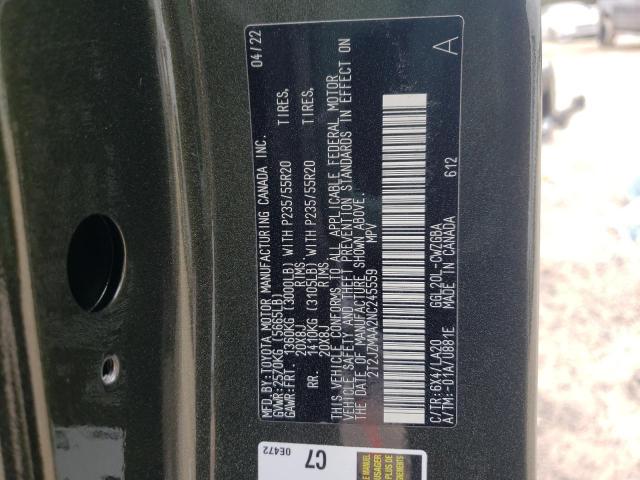 MFD.BY:TOYOTA MOTOR MANUFACTURING CANADA INC. 04/22
GVWR:2570KG (5665LB)
GAWR:FRT. 1360KG (3000LB) WITH P235/55R20 TIRES,
20X8J RIMS,
RR. 1410KG (3105LB) WITH P235/55R20 TIRES,
20X8J RIMS,
THIS VEHICLE CONFORMS TO ALL APPLICABLE FEDERAL MOTOR
VEHICLE SAFETY AND THEFT PREVENTION STANDARDS IN EFFECT ON
THE DATE OF MANUFACTURE SHOWN ABOVE.
2T2JZMAA2NC245559 MPV
C/TR:6X4/LA20 GGL20L-CWZGBA A
A/TM:-01A/U881E MADE IN CANADA 612
0E472
C7